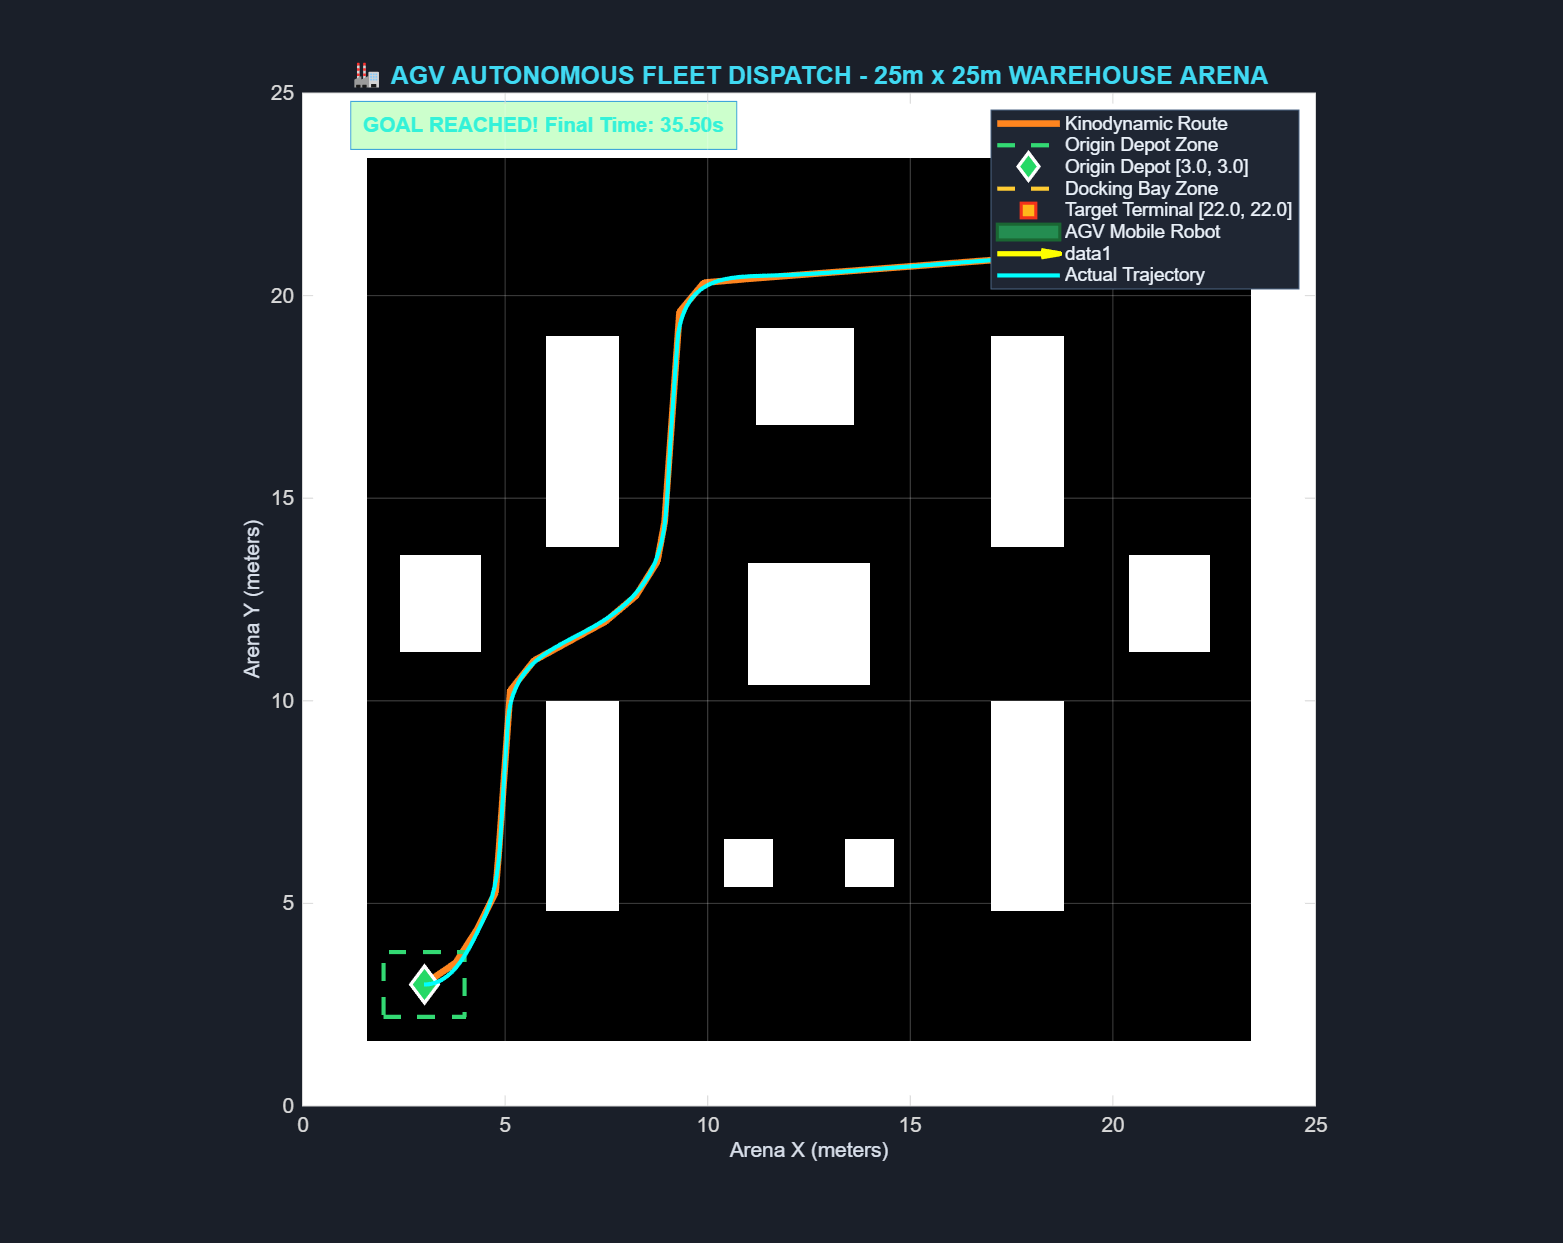 AGV AUTONOMOUS FLEET DISPATCH - 25m x 25m WAREHOUSE ARENA
GOAL REACHED! Final Time: 35.50s
Kinodynamic Route
Origin Depot Zone
Origin Depot [3.0, 3.0]
Docking Bay Zone
Target Terminal [22.0, 22.0]
AGV Mobile Robot
data1
Actual Trajectory
25
20
15
10
5
0
Arena Y (meters)
0 5 10 15 20 25
Arena X (meters)